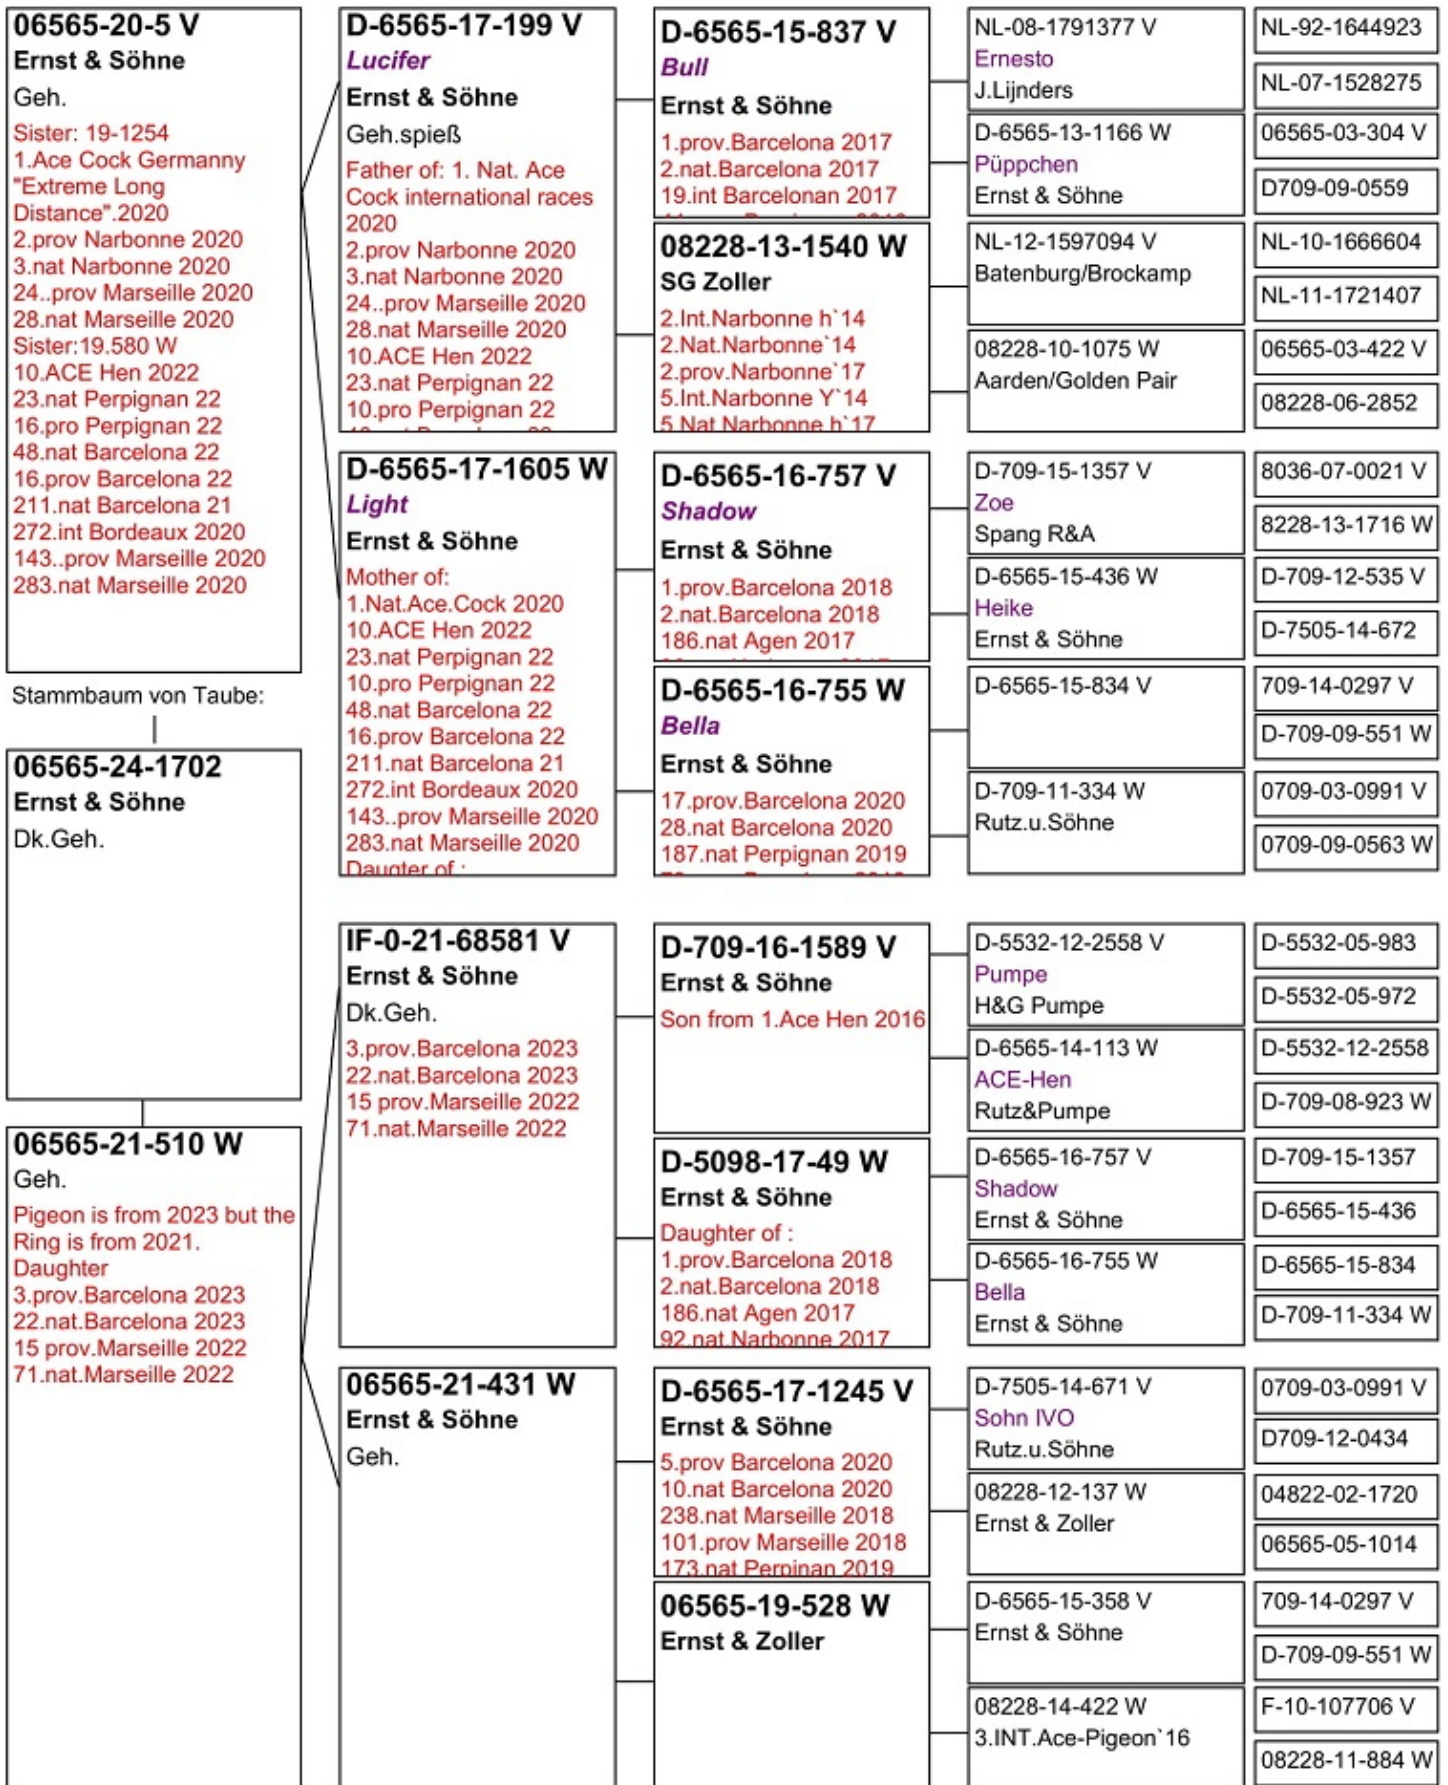 06565-20-5 V
Ernst & Söhne
Geh.
Sister: 19-1254
1.Ace Cock Germanny
"Extreme Long
Distance".2020
2.prov Narbonne 2020
3.nat Narbonne 2020
24..prov Marseille 2020
28.nat Marseille 2020
Sister:19.580 W
10.ACE Hen 2022
23.nat Perpignan 22
16.pro Perpignan 22
48.nat Barcelona 22
16.prov Barcelona 22
211.nat Barcelona 21
272.int Bordeaux 2020
143..prov Marseille 2020
283.nat Marseille 2020
Stammbaum von Taube:
06565-24-1702
Ernst & Söhne
Dk.Geh.
06565-21-510 W
Geh.
Pigeon is from 2023 but the
Ring is from 2021.
Daughter
3.prov.Barcelona 2023
22.nat.Barcelona 2023
15 prov.Marseille 2022
71.nat.Marseille 2022
D-6565-17-199 V
Lucifer
Ernst & Söhne
Geh.spieß
Father of: 1. Nat. Ace
Cock international races
2020
2.prov Narbonne 2020
3.nat Narbonne 2020
24..prov Marseille 2020
28.nat Marseille 2020
10.ACE Hen 2022
23.nat Perpignan 22
10.pro Perpignan 22
D-6565-17-1605 W
Light
Ernst & Söhne
Mother of:
1.Nat.Ace.Cock 2020
10.ACE Hen 2022
23.nat Perpignan 22
10.pro Perpignan 22
48.nat Barcelona 22
16.prov Barcelona 22
211.nat Barcelona 21
272.int Bordeaux 2020
143..prov Marseille 2020
283.nat Marseille 2020
Daugter of :
IF-0-21-68581 V
Ernst & Söhne
Dk.Geh.
3.prov.Barcelona 2023
22.nat.Barcelona 2023
15 prov.Marseille 2022
71.nat.Marseille 2022
06565-21-431 W
Ernst & Söhne
Geh.
D-6565-15-837 V
Bull
Ernst & Söhne
1.prov.Barcelona 2017
2.nat.Barcelona 2017
19.int Barcelonan 2017
08228-13-1540 W
SG Zoller
2.Int.Narbonne h`14
2.Nat.Narbonne`14
2.prov.Narbonne`17
5.Int.Narbonne Y`14
5.Nat Narbonne h`17
D-6565-16-757 V
Shadow
Ernst & Söhne
1.prov.Barcelona 2018
2.nat.Barcelona 2018
186.nat Agen 2017
D-6565-16-755 W
Bella
Ernst & Söhne
17.prov.Barcelona 2020
28.nat Barcelona 2020
187.nat Perpignan 2019
D-709-16-1589 V
Ernst & Söhne
Son from 1.Ace Hen 2016
D-5098-17-49 W
Ernst & Söhne
Daughter of :
1.prov.Barcelona 2018
2.nat.Barcelona 2018
186.nat Agen 2017
92.nat.Narbonne 2017
D-6565-17-1245 V
Ernst & Söhne
5.prov Barcelona 2020
10.nat Barcelona 2020
238.nat Marseille 2018
101.prov Marseille 2018
173.nat Perpinan 2019
06565-19-528 W
Ernst & Zoller
NL-08-1791377 V
Ernesto
J.Lijnders
D-6565-13-1166 W
Püppchen
Ernst & Söhne
NL-12-1597094 V
Batenburg/Brockamp
08228-10-1075 W
Aarden/Golden Pair
D-709-15-1357 V
Zoe
Spang R&A
D-6565-15-436 W
Heike
Ernst & Söhne
D-6565-15-834 V
D-709-11-334 W
Rutz.u.Söhne
D-5532-12-2558 V
Pumpe
H&G Pumpe
D-6565-14-113 W
ACE-Hen
Rutz&Pumpe
D-6565-16-757 V
Shadow
Ernst & Söhne
D-6565-16-755 W
Bella
Ernst & Söhne
D-7505-14-671 V
Sohn IVO
Rutz.u.Söhne
08228-12-137 W
Ernst & Zoller
D-6565-15-358 V
Ernst & Söhne
08228-14-422 W
3.INT.Ace-Pigeon`16
NL-92-1644923
NL-07-1528275
06565-03-304 V
D709-09-0559
NL-10-1666604
NL-11-1721407
06565-03-422 V
08228-06-2852
8036-07-0021 V
8228-13-1716 W
D-709-12-535 V
D-7505-14-672
709-14-0297 V
D-709-09-551 W
0709-03-0991 V
0709-09-0563 W
D-5532-05-983
D-5532-05-972
D-5532-12-2558
D-709-08-923 W
D-709-15-1357
D-6565-15-436
D-6565-15-834
D-709-11-334 W
0709-03-0991 V
D709-12-0434
04822-02-1720
06565-05-1014
709-14-0297 V
D-709-09-551 W
F-10-107706 V
08228-11-884 W